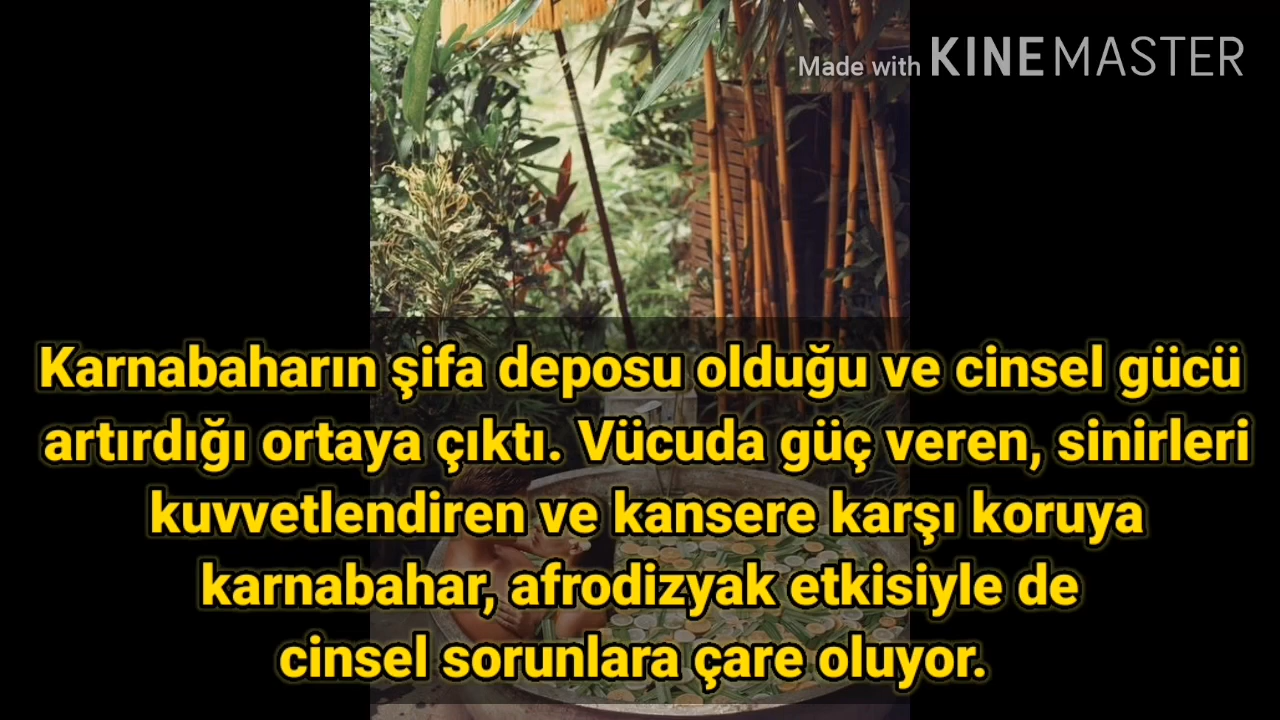 Made with KINEMASTER
Karnabaharın şifa deposu olduğu ve cinsel gücü
artırdığı ortaya çıktı. Vücuda güç veren, sinirleri
kuvvetlendiren ve kansere karşı koruya
karnabahar, afrodizyak etkisiyle de
cinsel sorunlara çare oluyor.